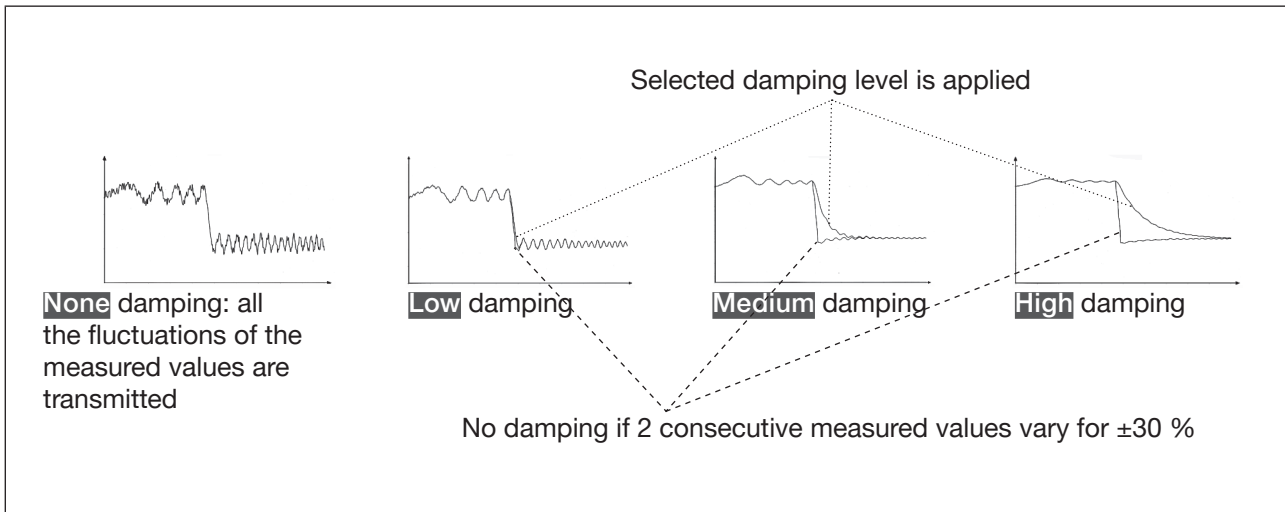 Selected damping level is applied
None damping: all
the fluctuations of the
measured values are
transmitted
Low damping
Medium damping
High damping
No damping if 2 consecutive measured values vary for ±30 %